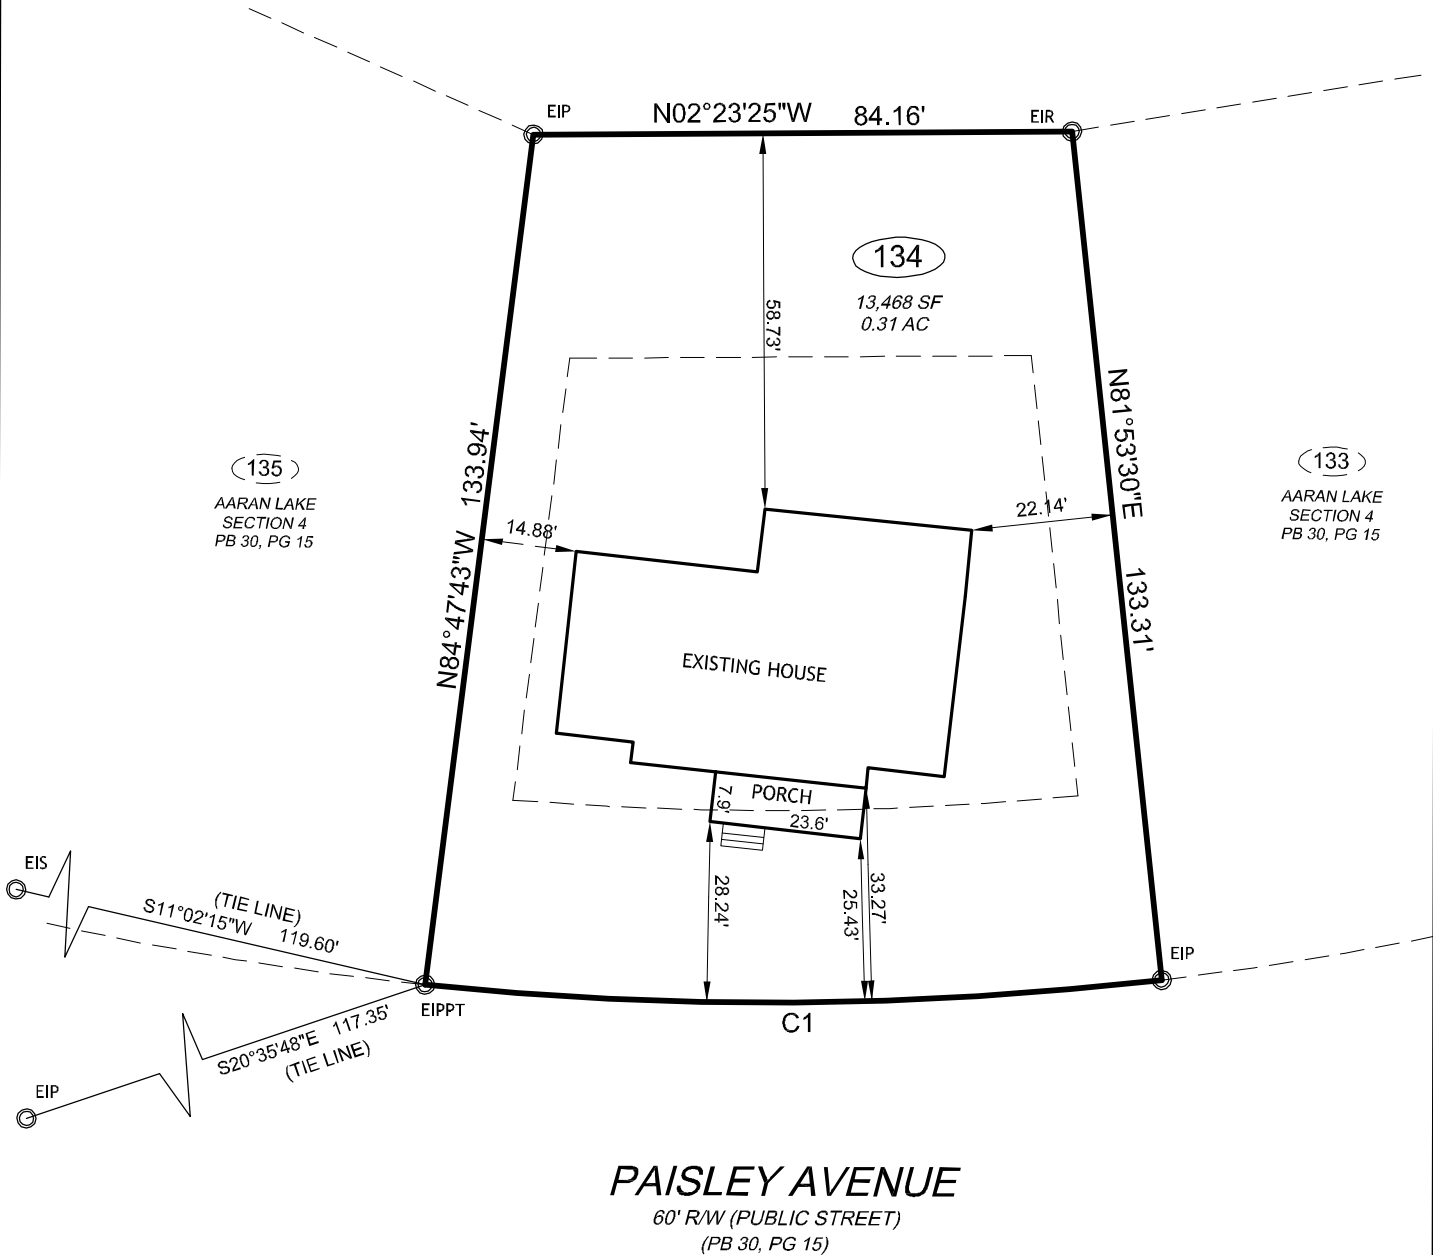 EIP
N02°23'25"W 84.16'
EIR
134
13,468 SF
0.31 AC
58.73'
N84°47'43"W 133.94'
N81°53'30"E 133.31'
135
AARAN LAKE
SECTION 4
PB 30, PG 15
133
AARAN LAKE
SECTION 4
PB 30, PG 15
14.88'
22.14'
EXISTING HOUSE
PORCH
7.9'
23.6'
28.24'
25.43'
33.27'
EIS
(TIE LINE)
S11°02'15"W 119.60'
EIP
EIPPT
C1
S20°35'48"E 117.35'
(TIE LINE)
EIP
PAISLEY AVENUE
60' R/W (PUBLIC STREET)
(PB 30, PG 15)